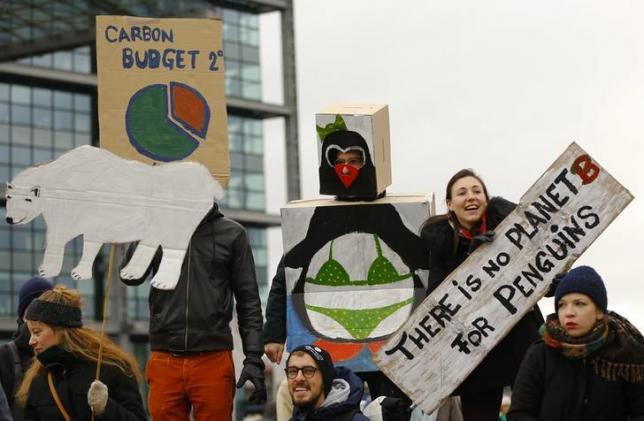 CARBON
BUDGET 2°
THERE IS NO PLANET B
FOR PENGUINS